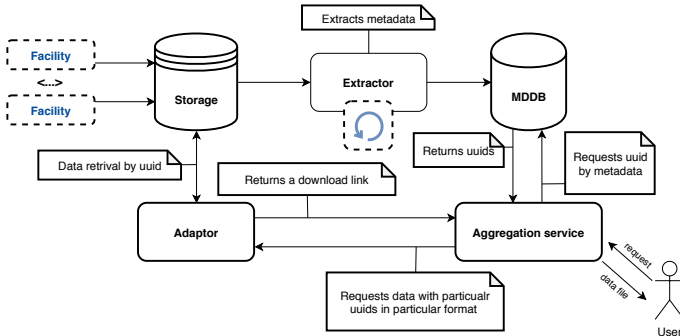 Extracts metadata
Facility
<...>
Facility
Storage
Extractor
MDDB
Data retrival by uuid
Returns uuids
Requests uuid
by metadata
Returns a download link
Adaptor
Aggregation service
request
data file
Requests data with particualr
uuids in particular format
User